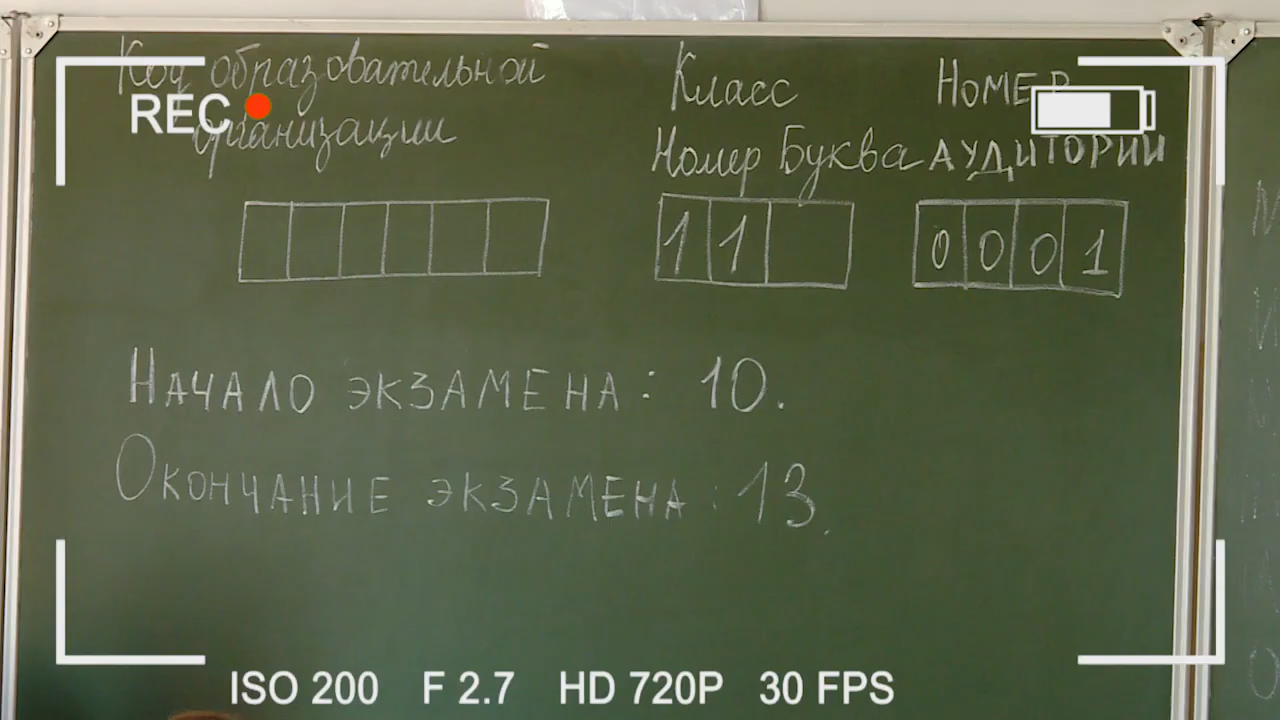 Код образовательной
организации
Класс
Номер Буква
НОМЕР
АУДИТОРИИ
1 1
0 0 0 1
НАЧАЛО ЭКЗАМЕНА: 10.
ОКОНЧАНИЕ ЭКЗАМЕНА: 13.
REC
ISO 200 F 2.7 HD 720P 30 FPS